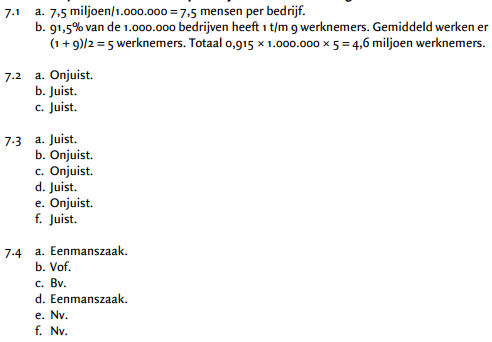 7.1 a. 7,5 miljoen/1.000.000 = 7,5 mensen per bedrijf.
b. 91,5% van de 1.000.000 bedrijven heeft 1 t/m 9 werknemers. Gemiddeld werken er
(1 + 9)/2 = 5 werknemers. Totaal 0,915 × 1.000.000 × 5 = 4,6 miljoen werknemers.
7.2 a. Onjuist.
b. Juist.
c. Juist.
7.3 a. Juist.
b. Onjuist.
c. Onjuist.
d. Juist.
e. Onjuist.
f. Juist.
7.4 a. Eenmanszaak.
b. Vof.
c. Bv.
d. Eenmanszaak.
e. Nv.
f. Nv.